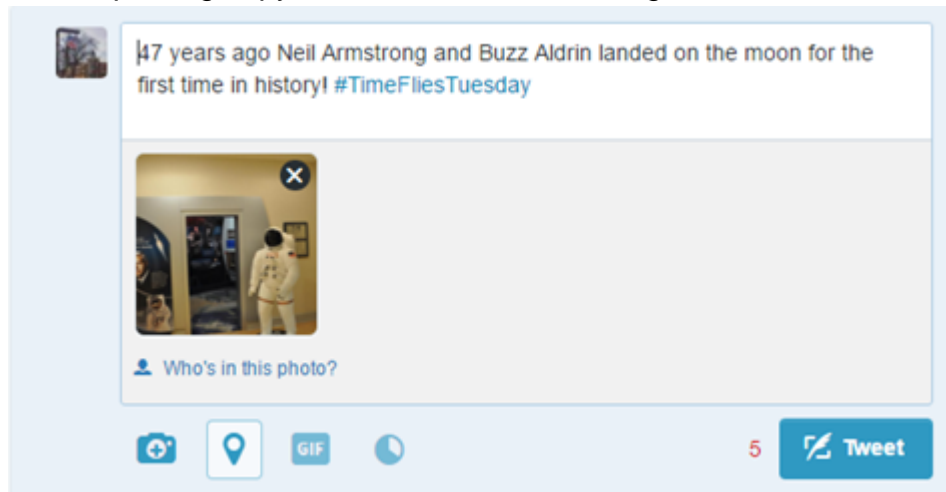 47 years ago Neil Armstrong and Buzz Aldrin landed on the moon for the
first time in history! #TimeFliesTuesday
Who's in this photo?
GIF
5
Tweet